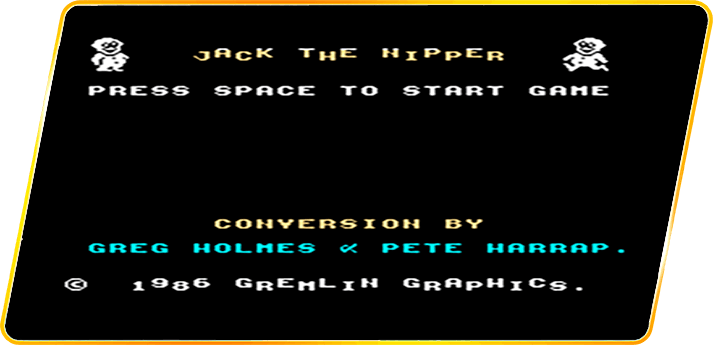 JACK THE NIPPER
PRESS SPACE TO START GAME
CONVERSION BY
GREG HOLMES & PETE HARRAP.
© 1986 GREMLIN GRAPHICS.